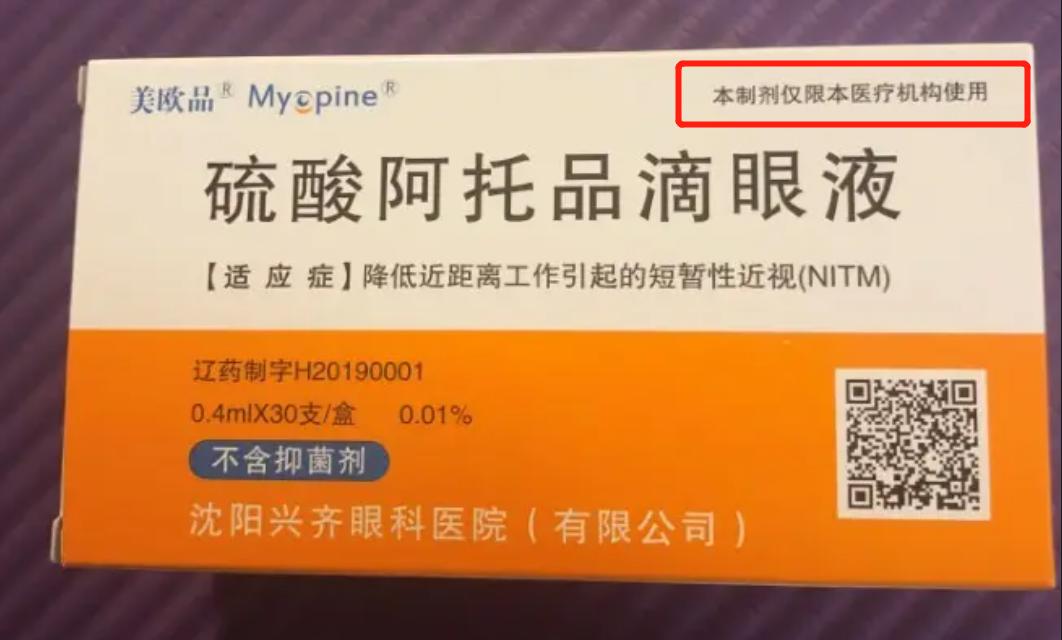 美欧品® Myopine®
本制剂仅限本医疗机构使用
硫酸阿托品滴眼液
【适 应 症】降低近距离工作引起的短暂性近视(NITM)
辽药制字H20190001
0.4mlX30支/盒 0.01%
不含抑菌剂
沈阳兴齐眼科医院（有限公司）